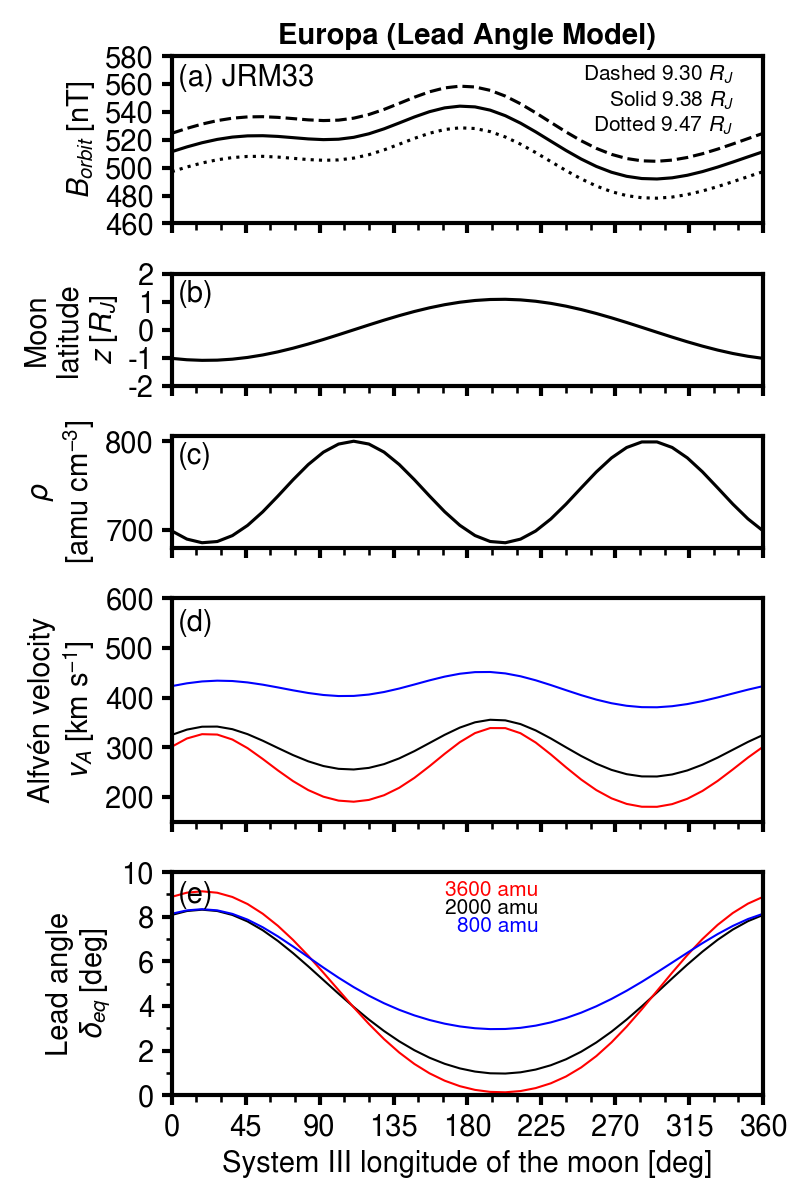 Europa (Lead Angle Model)
580
560
540
520
500
480
460
B_orbit [nT]
(a) JRM33
Dashed 9.30 R_J
Solid 9.38 R_J
Dotted 9.47 R_J
2
1
0
-1
-2
Moon
latitude
z [R_J]
(b)
800
700
ρ
[amu cm⁻³]
(c)
600
500
400
300
200
Alfvén velocity
v_A [km s⁻¹]
(d)
10
8
6
4
2
0
Lead angle
δ_eq [deg]
(e)
3600 amu
2000 amu
800 amu
0 45 90 135 180 225 270 315 360
System III longitude of the moon [deg]